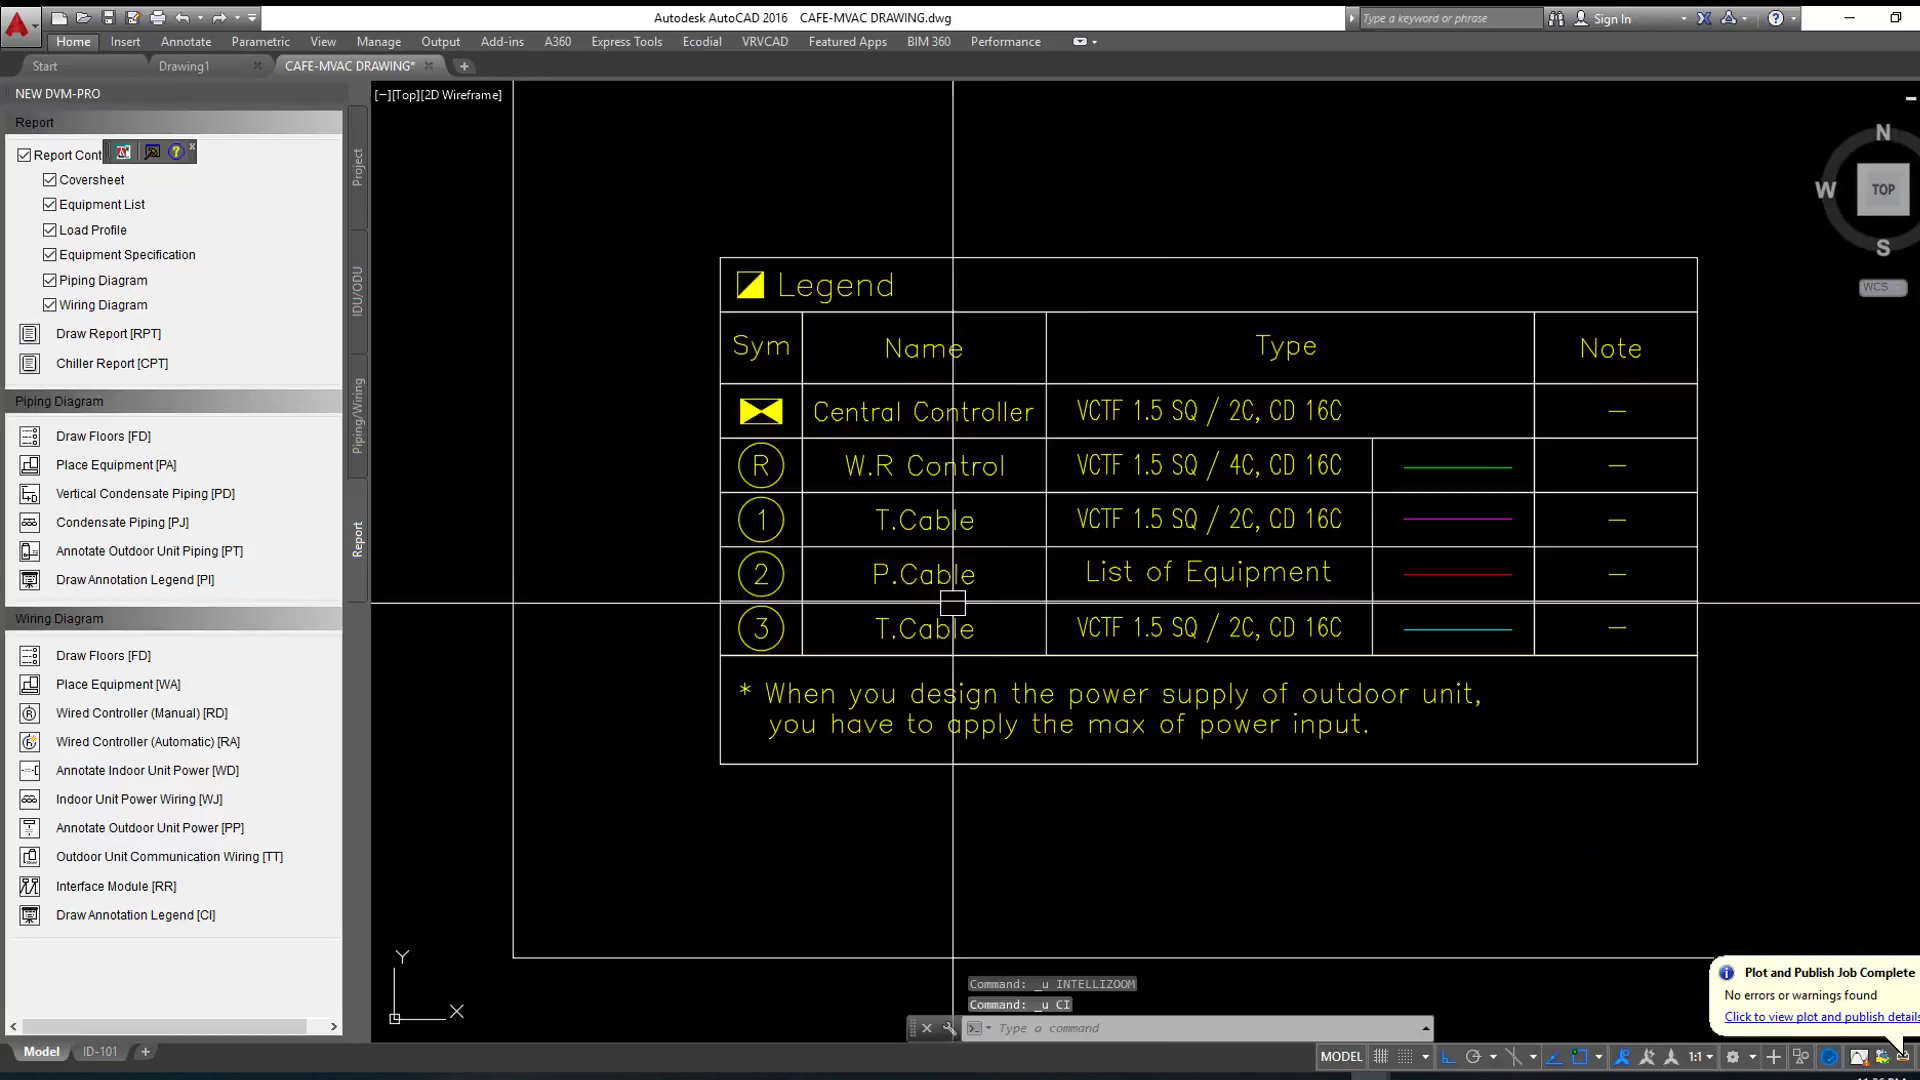 Autodesk AutoCAD 2016 CAFE-MVAC DRAWING.dwg
Type a keyword or phrase
Sign In
Home Insert Annotate Parametric View Manage Output Add-ins A360 Express Tools Ecodial VRVCAD Featured Apps BIM 360 Performance
Start Drawing1 CAFE-MVAC DRAWING*
NEW DVM-PRO
[−][Top][2D Wireframe]
Report
Report Cont
Coversheet
Equipment List
Load Profile
Equipment Specification
Piping Diagram
Wiring Diagram
Draw Report [RPT]
Chiller Report [CPT]
Piping Diagram
Draw Floors [FD]
Place Equipment [PA]
Vertical Condensate Piping [PD]
Condensate Piping [PJ]
Annotate Outdoor Unit Piping [PT]
Draw Annotation Legend [PI]
Wiring Diagram
Draw Floors [FD]
Place Equipment [WA]
Wired Controller (Manual) [RD]
Wired Controller (Automatic) [RA]
Annotate Indoor Unit Power [WD]
Indoor Unit Power Wiring [WJ]
Annotate Outdoor Unit Power [PP]
Outdoor Unit Communication Wiring [TT]
Interface Module [RR]
Draw Annotation Legend [CI]
Project
IDU/ODU
Piping/Wiring
Report
N
W TOP
S
WCS
Legend
Sym Name Type Note
Central Controller VCTF 1.5 SQ / 2C, CD 16C —
R W.R Control VCTF 1.5 SQ / 4C, CD 16C —
1 T.Cable VCTF 1.5 SQ / 2C, CD 16C —
2 P.Cable List of Equipment —
3 T.Cable VCTF 1.5 SQ / 2C, CD 16C —
* When you design the power supply of outdoor unit,
you have to apply the max of power input.
Y
X
Command: _u INTELLIZOOM
Command: _u CI
Type a command
Plot and Publish Job Complete
No errors or warnings found
Click to view plot and publish details
Model ID-101
MODEL 1:1